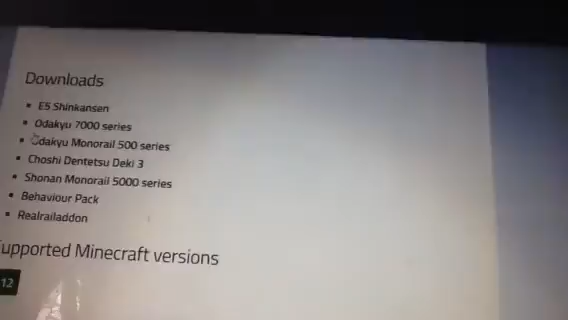 Downloads
E5 Shinkansen
Odakyu 7000 series
Odakyu Monorail 500 series
Choshi Dentetsu Deki 3
Shonan Monorail 5000 series
Behaviour Pack
Realrailaddon
upported Minecraft versions
12